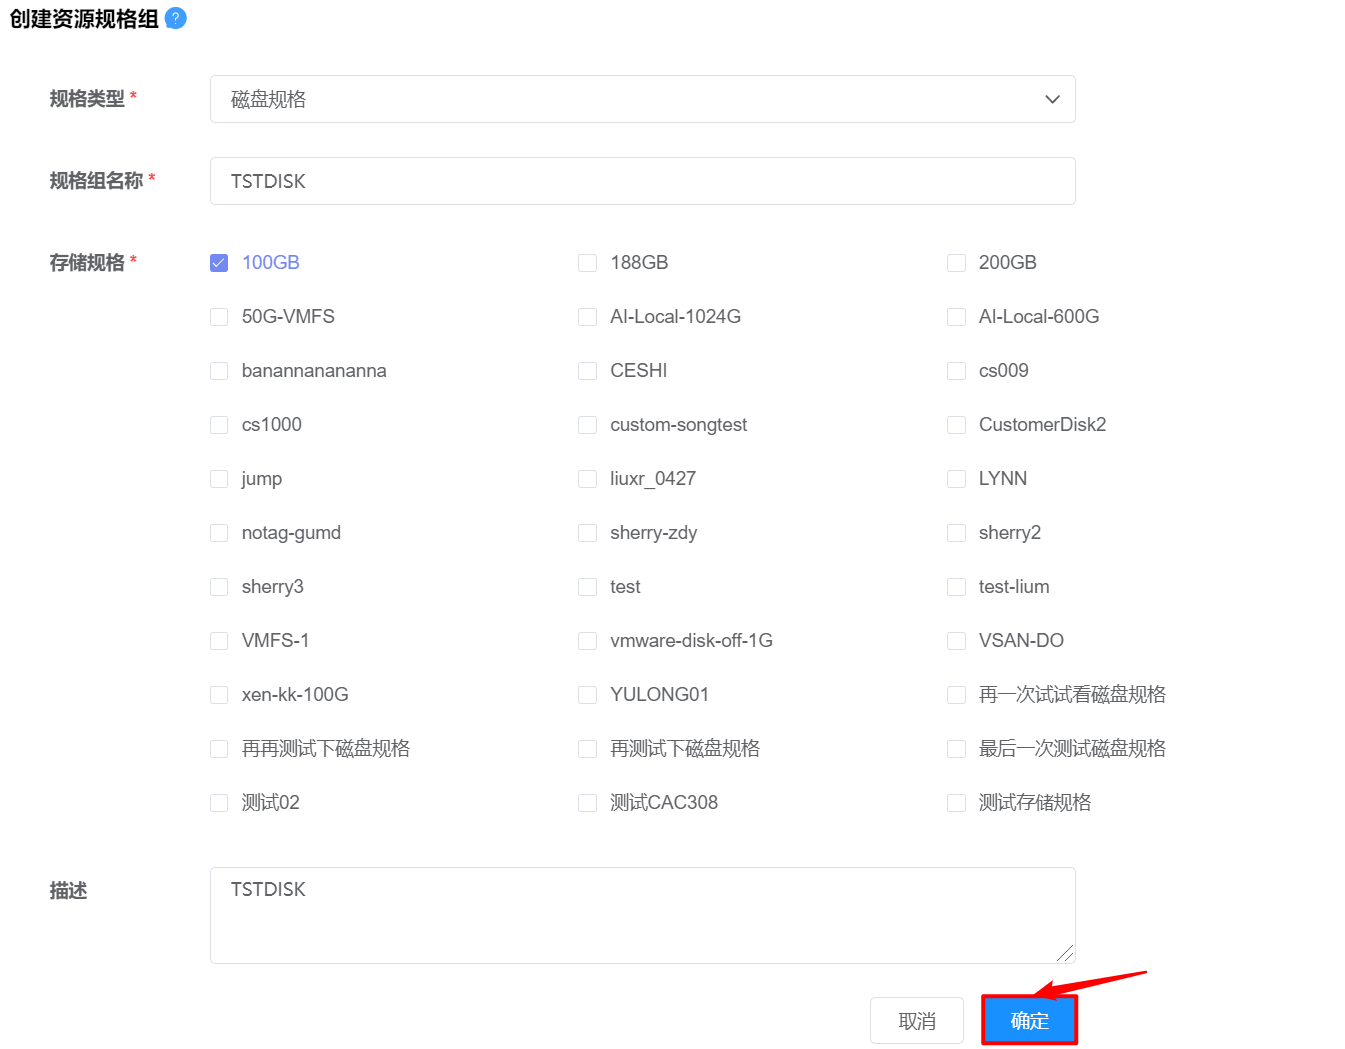 创建资源规格组 ?
规格类型 * 磁盘规格
规格组名称 * TSTDISK
存储规格 * 100GB 188GB 200GB
50G-VMFS AI-Local-1024G AI-Local-600G
banannanananna CESHI cs009
cs1000 custom-songtest CustomerDisk2
jump liuxr_0427 LYNN
notag-gumd sherry-zdy sherry2
sherry3 test test-lium
VMFS-1 vmware-disk-off-1G VSAN-DO
xen-kk-100G YULONG01 再一次试试看磁盘规格
再再测试下磁盘规格 再测试下磁盘规格 最后一次测试磁盘规格
测试02 测试CAC308 测试存储规格
描述 TSTDISK
取消 确定